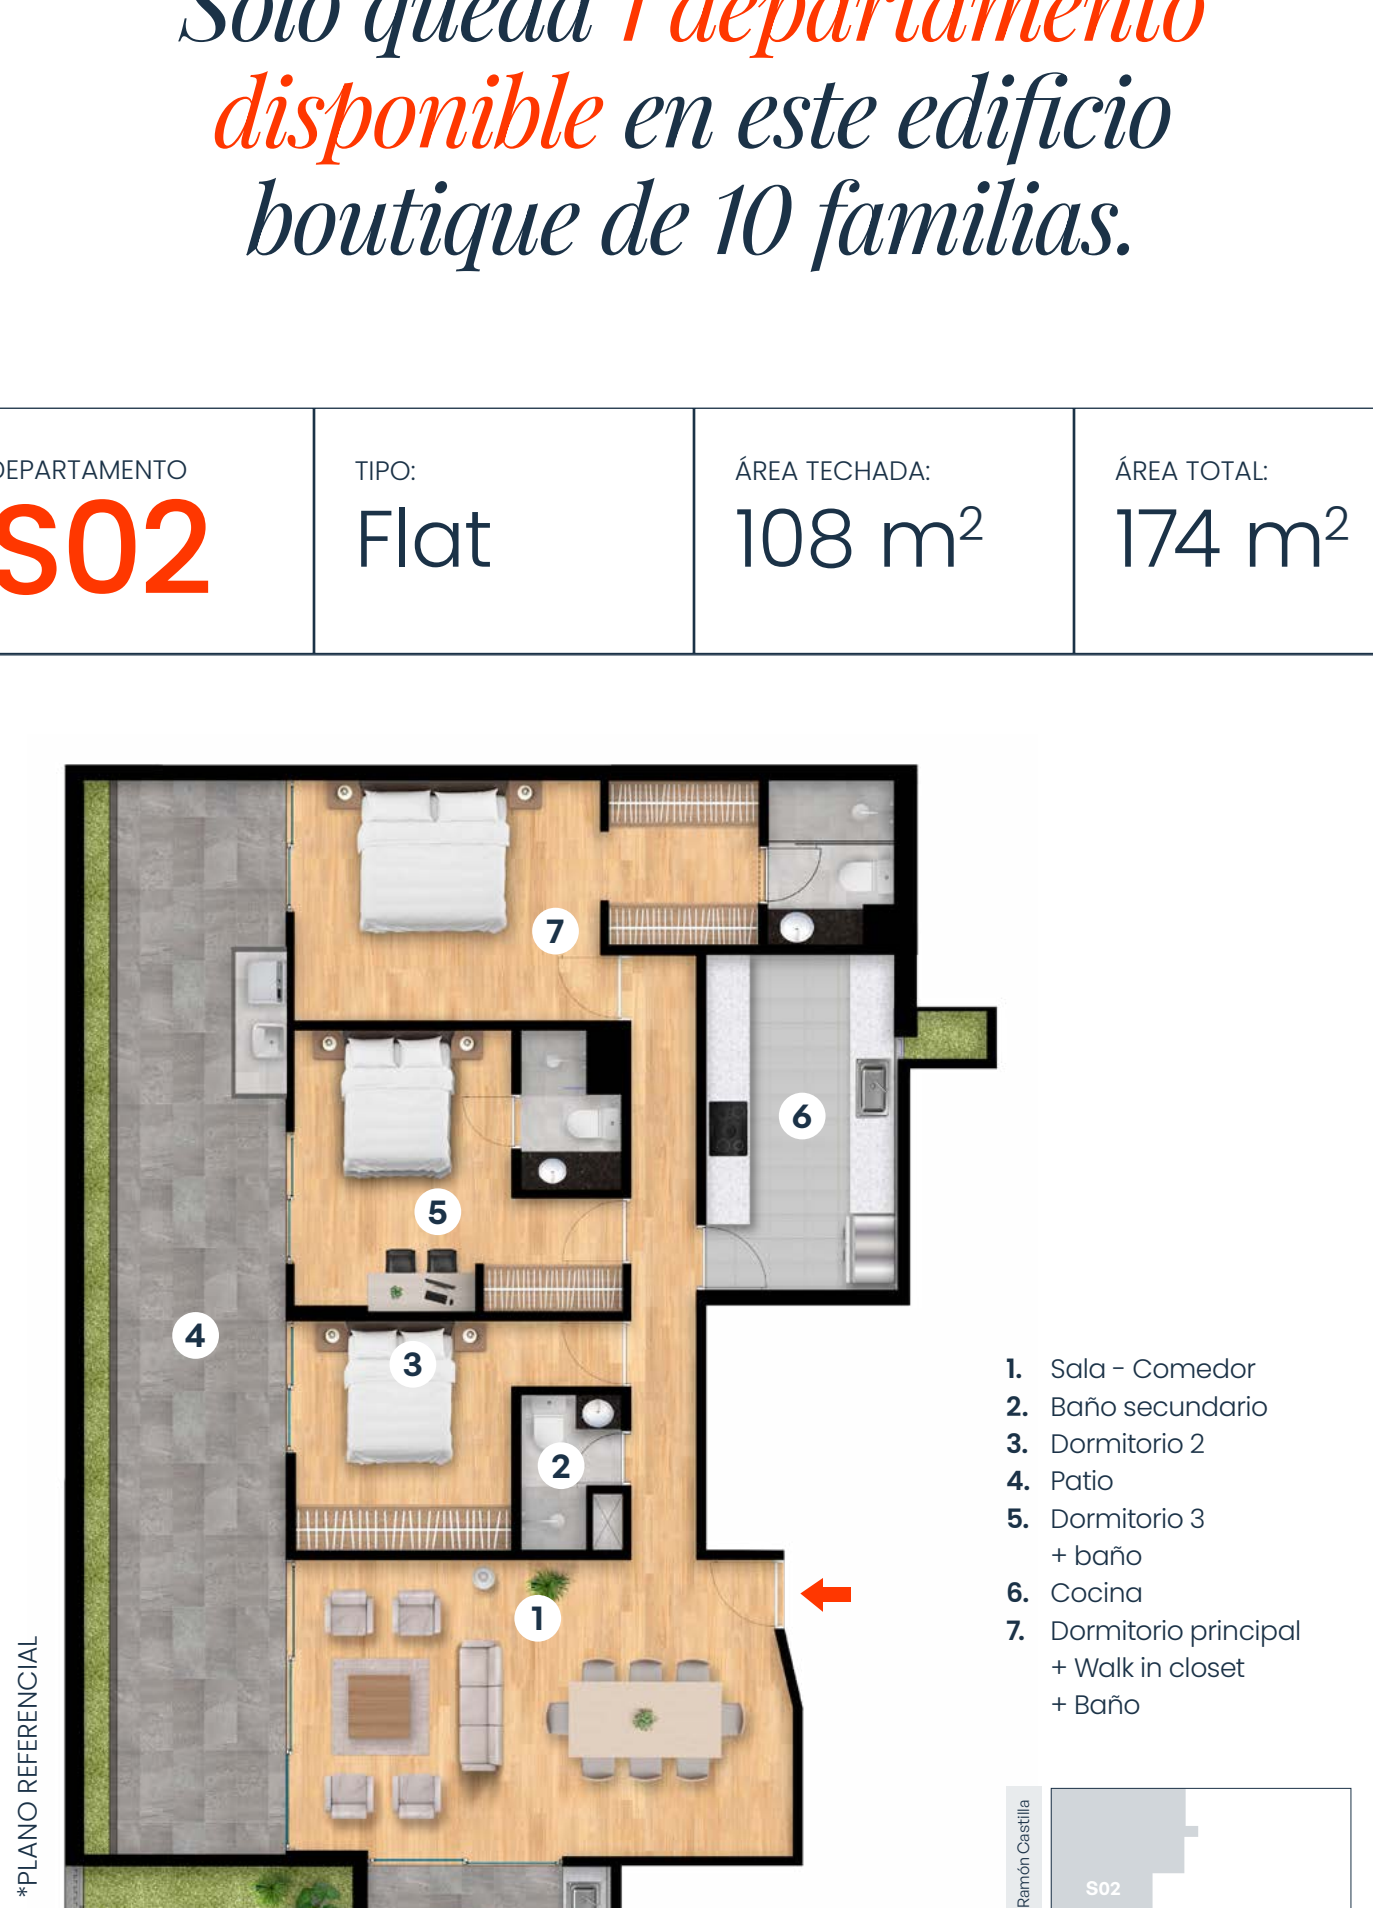 Solo queda 1 departamento
disponible en este edificio
boutique de 10 familias.
DEPARTAMENTO
S02
TIPO:
Flat
ÁREA TECHADA:
108 m²
ÁREA TOTAL:
174 m²
7
6
5
4
3
2
1
1. Sala - Comedor
2. Baño secundario
3. Dormitorio 2
4. Patio
5. Dormitorio 3
+ baño
6. Cocina
7. Dormitorio principal
+ Walk in closet
+ Baño
*PLANO REFERENCIAL
Ramón Castilla
S02